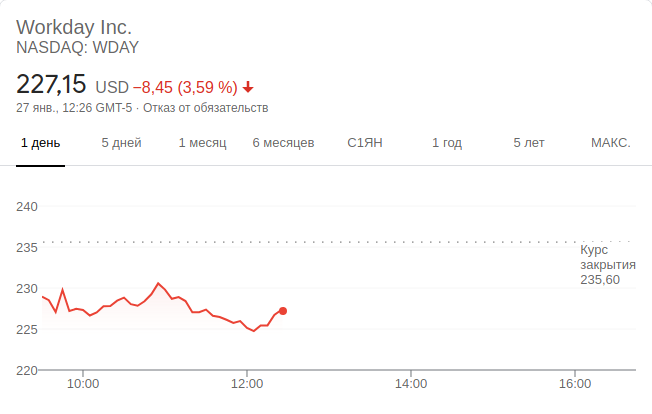 Workday Inc.
NASDAQ: WDAY
227,15 USD −8,45 (3,59 %)
27 янв., 12:26 GMT-5 · Отказ от обязательств
1 день 5 дней 1 месяц 6 месяцев С1ЯН 1 год 5 лет МАКС.
240
235
230
225
220
Курс
закрытия
235,60
10:00 12:00 14:00 16:00